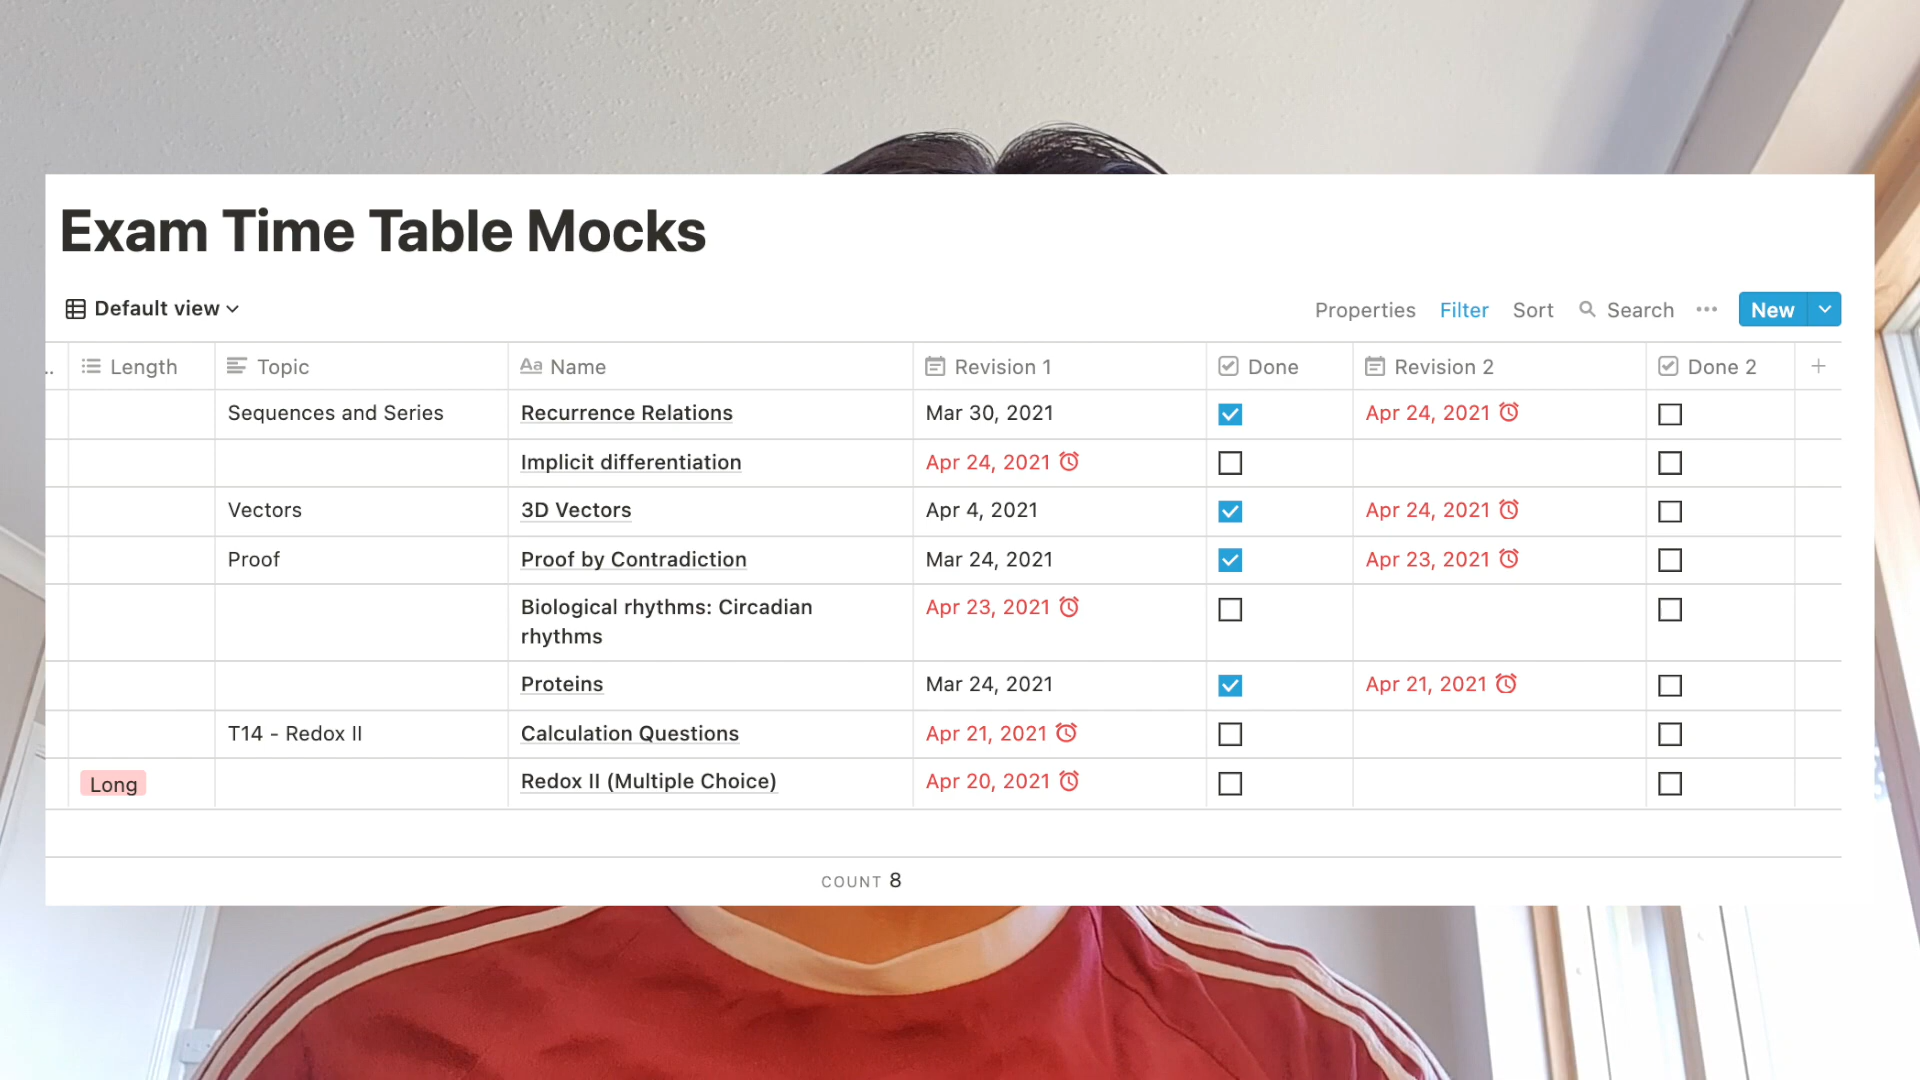 Exam Time Table Mocks
Default view
Properties Filter Sort Search ••• New
.. Length Topic Aa Name Revision 1 Done Revision 2 Done 2 +
Sequences and Series Recurrence Relations Mar 30, 2021 Apr 24, 2021
Implicit differentiation Apr 24, 2021
Vectors 3D Vectors Apr 4, 2021 Apr 24, 2021
Proof Proof by Contradiction Mar 24, 2021 Apr 23, 2021
Biological rhythms: Circadian Apr 23, 2021
rhythms
Proteins Mar 24, 2021 Apr 21, 2021
T14 - Redox II Calculation Questions Apr 21, 2021
Long Redox II (Multiple Choice) Apr 20, 2021
COUNT 8